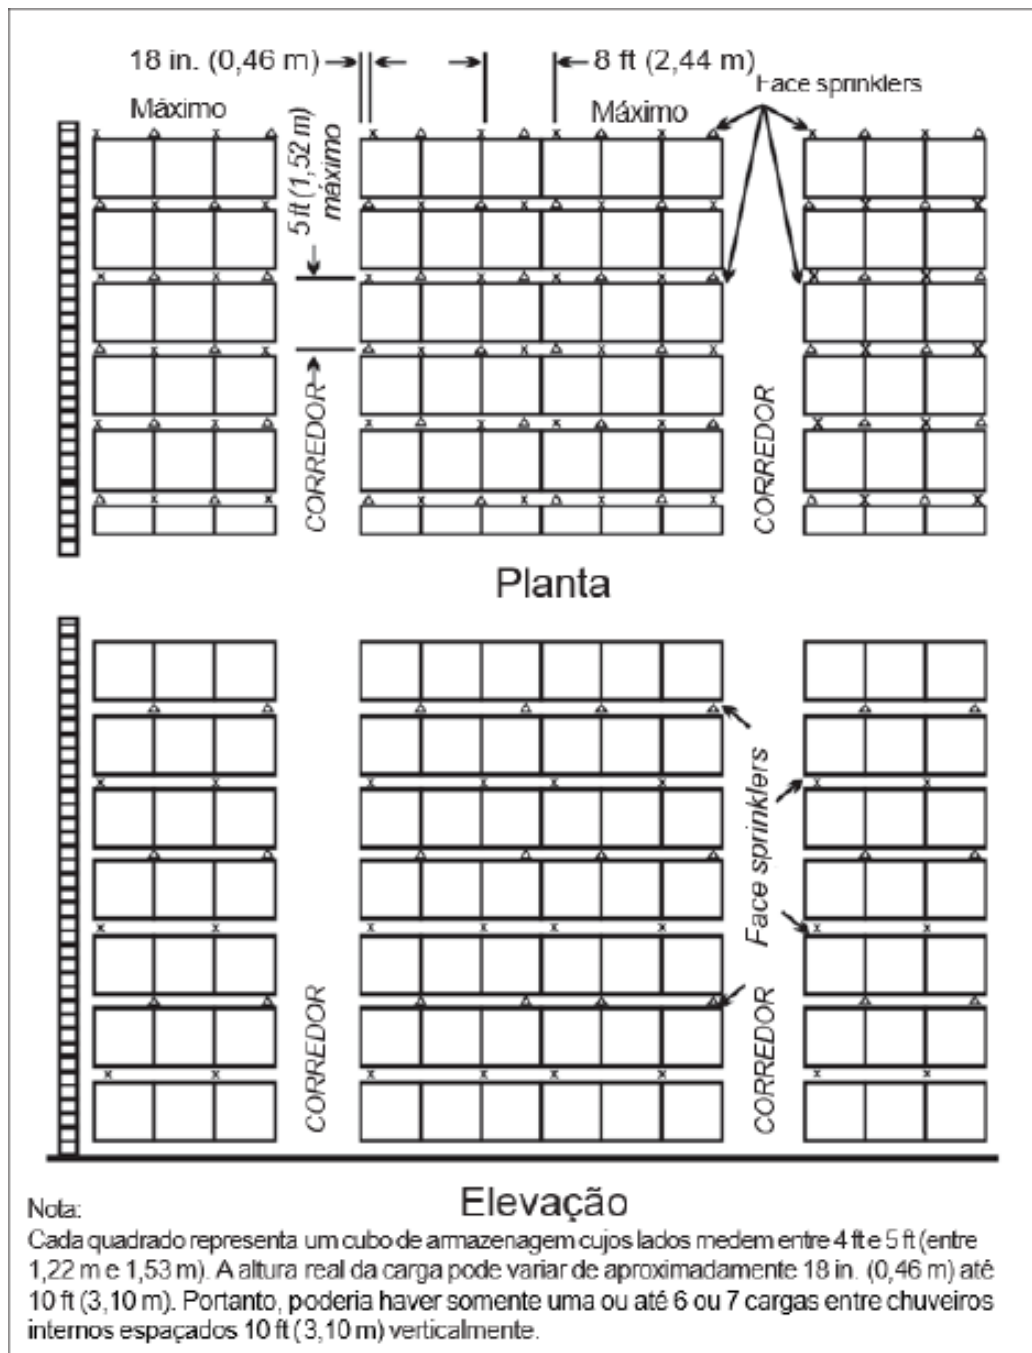 18 in. (0,46 m)
8 ft (2,44 m)
Face sprinklers
Máximo
Máximo
5 ft (1,52 m)
máximo
CORREDOR
CORREDOR
Planta
Face sprinklers
CORREDOR
CORREDOR
Elevação
Nota:
Cada quadrado representa um cubo de armazenagem cujos lados medem entre 4 ft e 5 ft (entre
1,22 m e 1,53 m). A altura real da carga pode variar de aproximadamente 18 in. (0,46 m) até
10 ft (3,10 m). Portanto, poderia haver somente uma ou até 6 ou 7 cargas entre chuveiros
internos espaçados 10 ft (3,10 m) verticalmente.